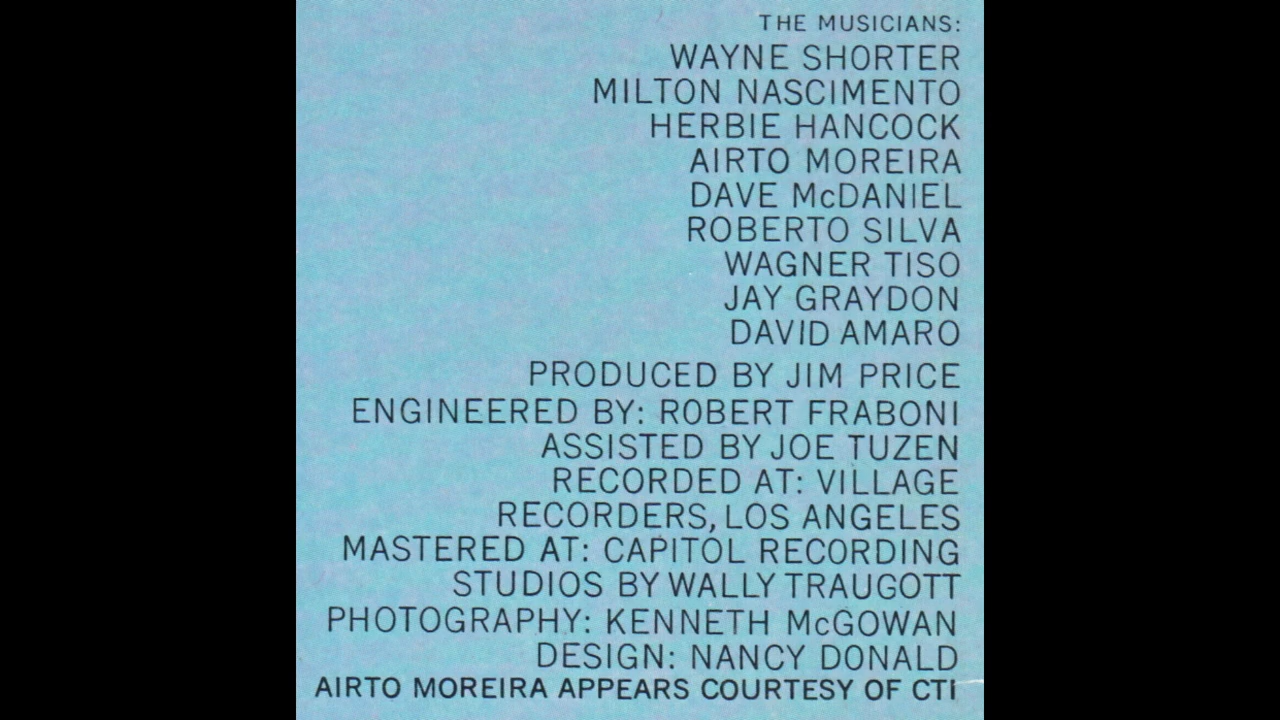 THE MUSICIANS:
WAYNE SHORTER
MILTON NASCIMENTO
HERBIE HANCOCK
AIRTO MOREIRA
DAVE McDANIEL
ROBERTO SILVA
WAGNER TISO
JAY GRAYDON
DAVID AMARO
PRODUCED BY JIM PRICE
ENGINEERED BY: ROBERT FRABONI
ASSISTED BY JOE TUZEN
RECORDED AT: VILLAGE
RECORDERS, LOS ANGELES
MASTERED AT: CAPITOL RECORDING
STUDIOS BY WALLY TRAUGOTT
PHOTOGRAPHY: KENNETH McGOWAN
DESIGN: NANCY DONALD
AIRTO MOREIRA APPEARS COURTESY OF CTI